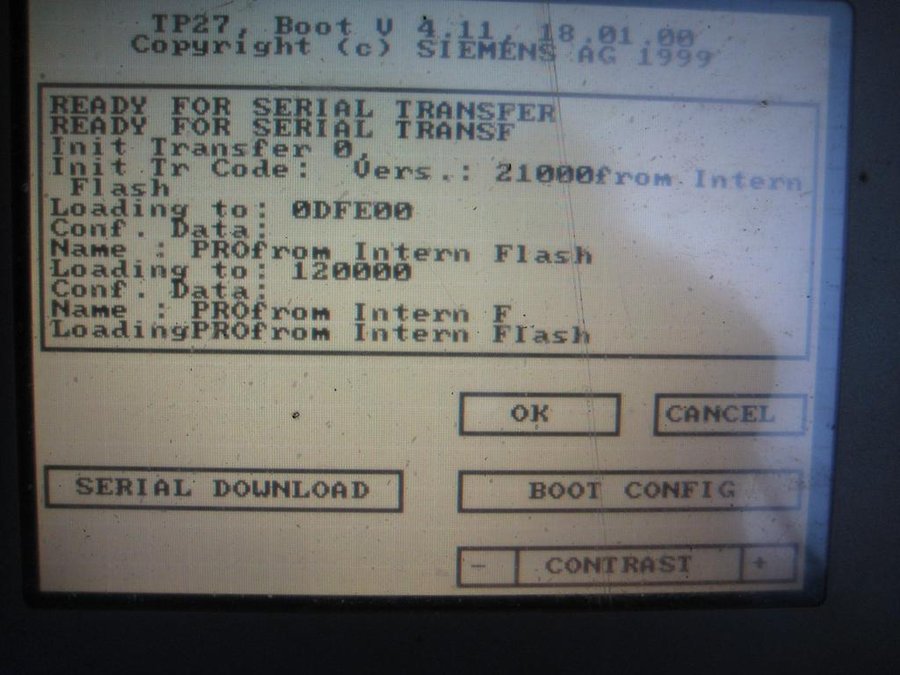 TP27, Boot V 4.11, 18.01.00
Copyright (c) SIEMENS AG 1999
READY FOR SERIAL TRANSFER
READY FOR SERIAL TRANSF
Init Transfer 0.
Init Tr Code: Vers.: 21000from Intern
Flash
Loading to: 0DFE00
Conf. Data:
Name : PROfrom Intern Flash
Loading to: 120000
Conf. Data:
Name : PROfrom Intern F
LoadingPROfrom Intern Flash
OK
CANCEL
SERIAL DOWNLOAD
BOOT CONFIG
- CONTRAST +